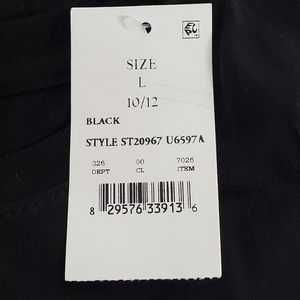 SIZE
L
10/12
BLACK
STYLE ST20967 U6597A
326 00 7026
DEPT CL ITEM
8 29576 33913 6